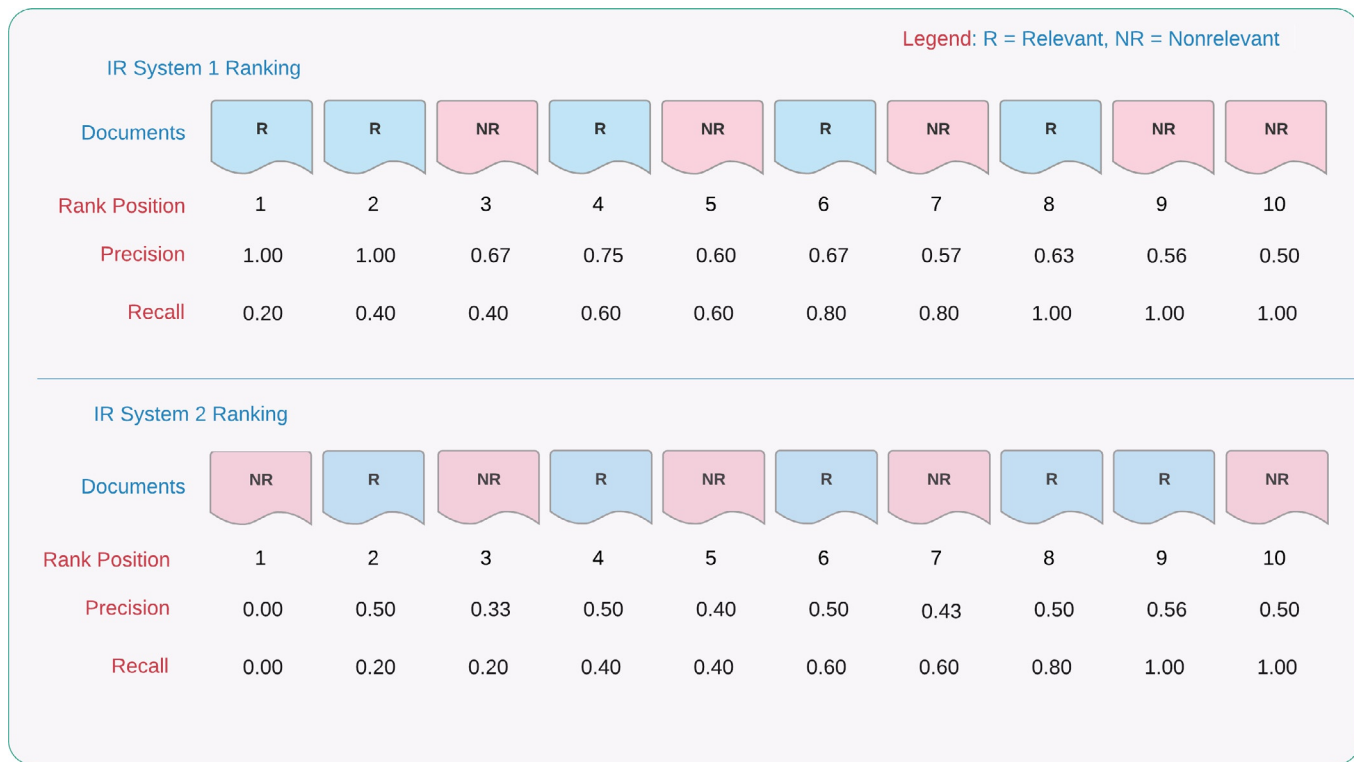 Legend: R = Relevant, NR = Nonrelevant
IR System 1 Ranking
Documents R R NR R NR R NR R NR NR
Rank Position 1 2 3 4 5 6 7 8 9 10
Precision 1.00 1.00 0.67 0.75 0.60 0.67 0.57 0.63 0.56 0.50
Recall 0.20 0.40 0.40 0.60 0.60 0.80 0.80 1.00 1.00 1.00
IR System 2 Ranking
Documents NR R NR R NR R NR R R NR
Rank Position 1 2 3 4 5 6 7 8 9 10
Precision 0.00 0.50 0.33 0.50 0.40 0.50 0.43 0.50 0.56 0.50
Recall 0.00 0.20 0.20 0.40 0.40 0.60 0.60 0.80 1.00 1.00